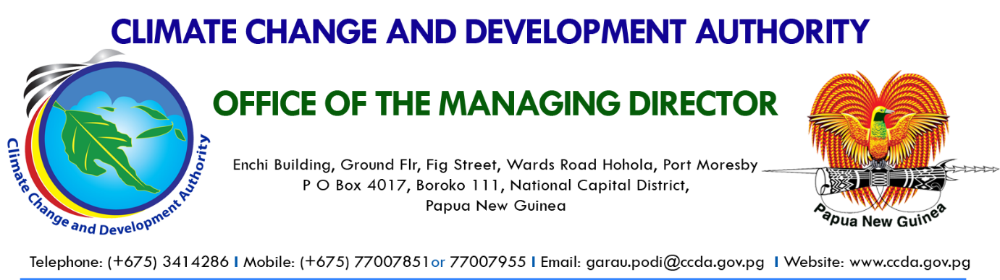 CLIMATE CHANGE AND DEVELOPMENT AUTHORITY
OFFICE OF THE MANAGING DIRECTOR
Climate Change and Development Authority
Enchi Building, Ground Flr, Fig Street, Wards Road Hohola, Port Moresby
P O Box 4017, Boroko 111, National Capital District,
Papua New Guinea
Papua New Guinea
Telephone: (+675) 3414286 I Mobile: (+675) 77007851or 77007955 I Email: garau.podi@ccda.gov.pg I Website: www.ccda.gov.pg